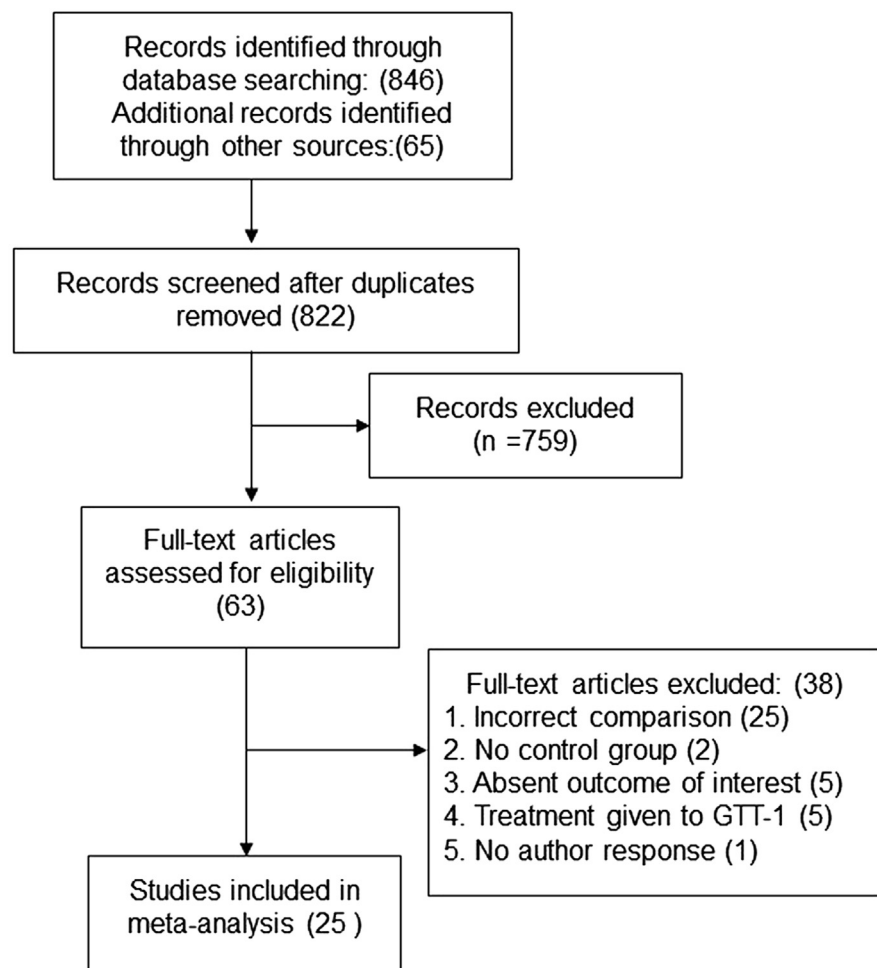 Records identified through
database searching: (846)
Additional records identified
through other sources:(65)
Records screened after duplicates
removed (822)
Records excluded
(n =759)
Full-text articles
assessed for eligibility
(63)
Full-text articles excluded: (38)
1. Incorrect comparison (25)
2. No control group (2)
3. Absent outcome of interest (5)
4. Treatment given to GTT-1 (5)
5. No author response (1)
Studies included in
meta-analysis (25 )